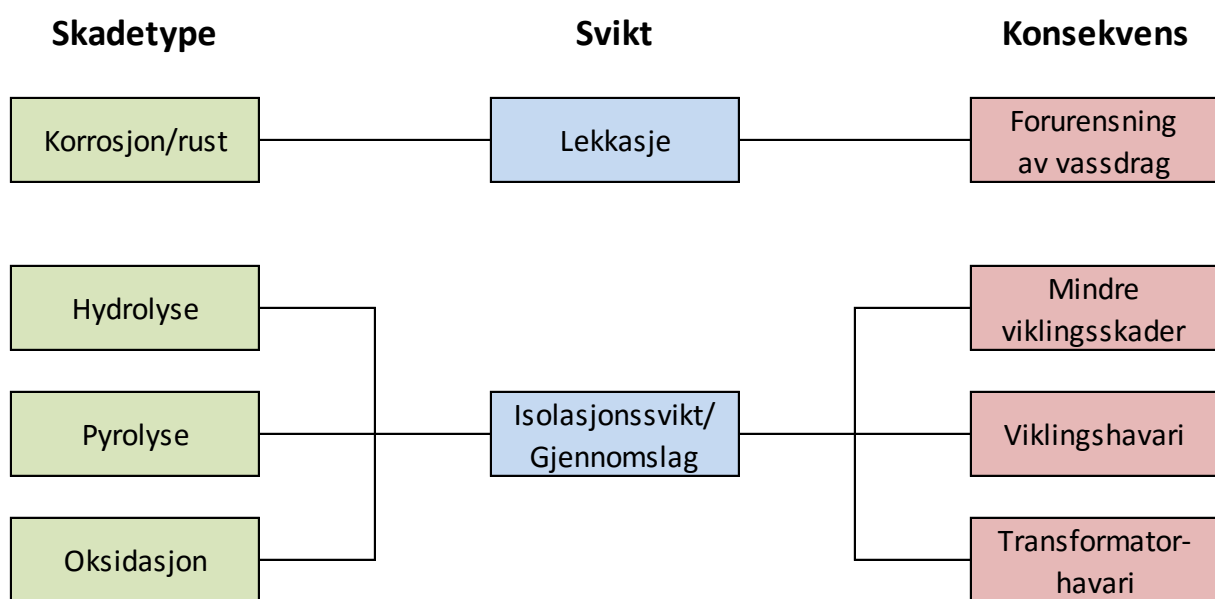 Skadetype
Svikt
Konsekvens
Korrosjon/rust
Lekkasje
Forurensning
av vassdrag
Hydrolyse
Mindre
viklingsskader
Pyrolyse
Isolasjonssvikt/
Gjennomslag
Viklingshavari
Oksidasjon
Transformator-
havari